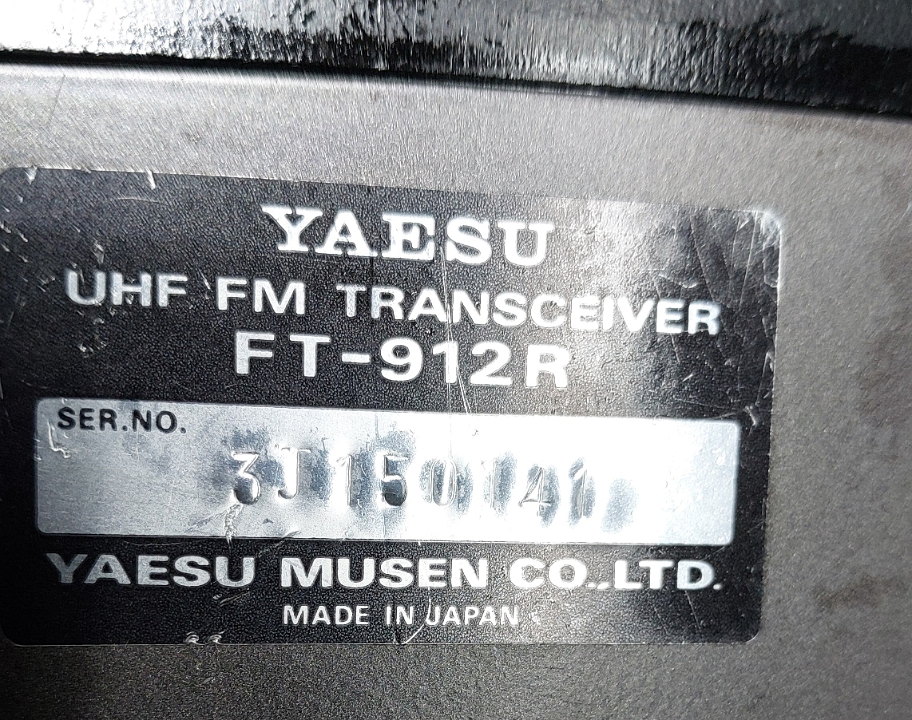 YAESU
UHF FM TRANSCEIVER
FT-912R
SER.NO.
3J150141
YAESU MUSEN CO.,LTD.
MADE IN JAPAN